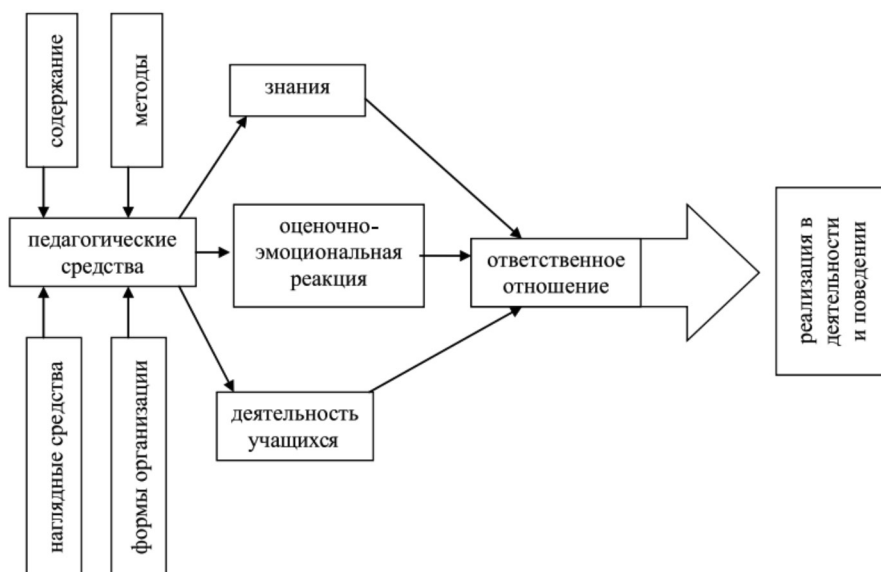 содержание
методы
знания
педагогические
средства
оценочно-
эмоциональная
реакция
ответственное
отношение
реализация в
деятельности
и поведении
наглядные средства
формы организации
деятельность
учащихся